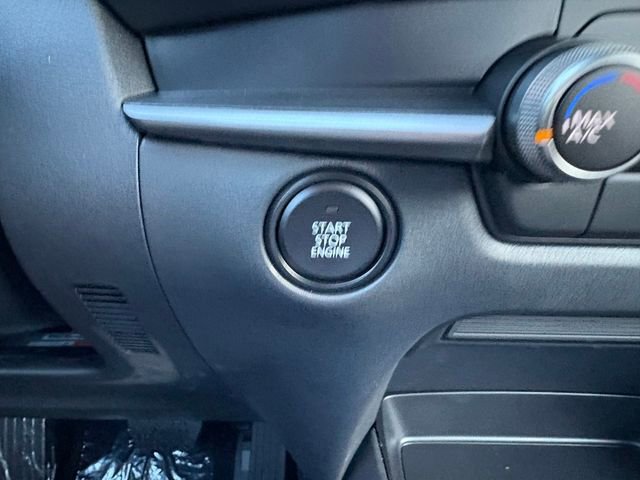 START
STOP
ENGINE
MAX
A/C